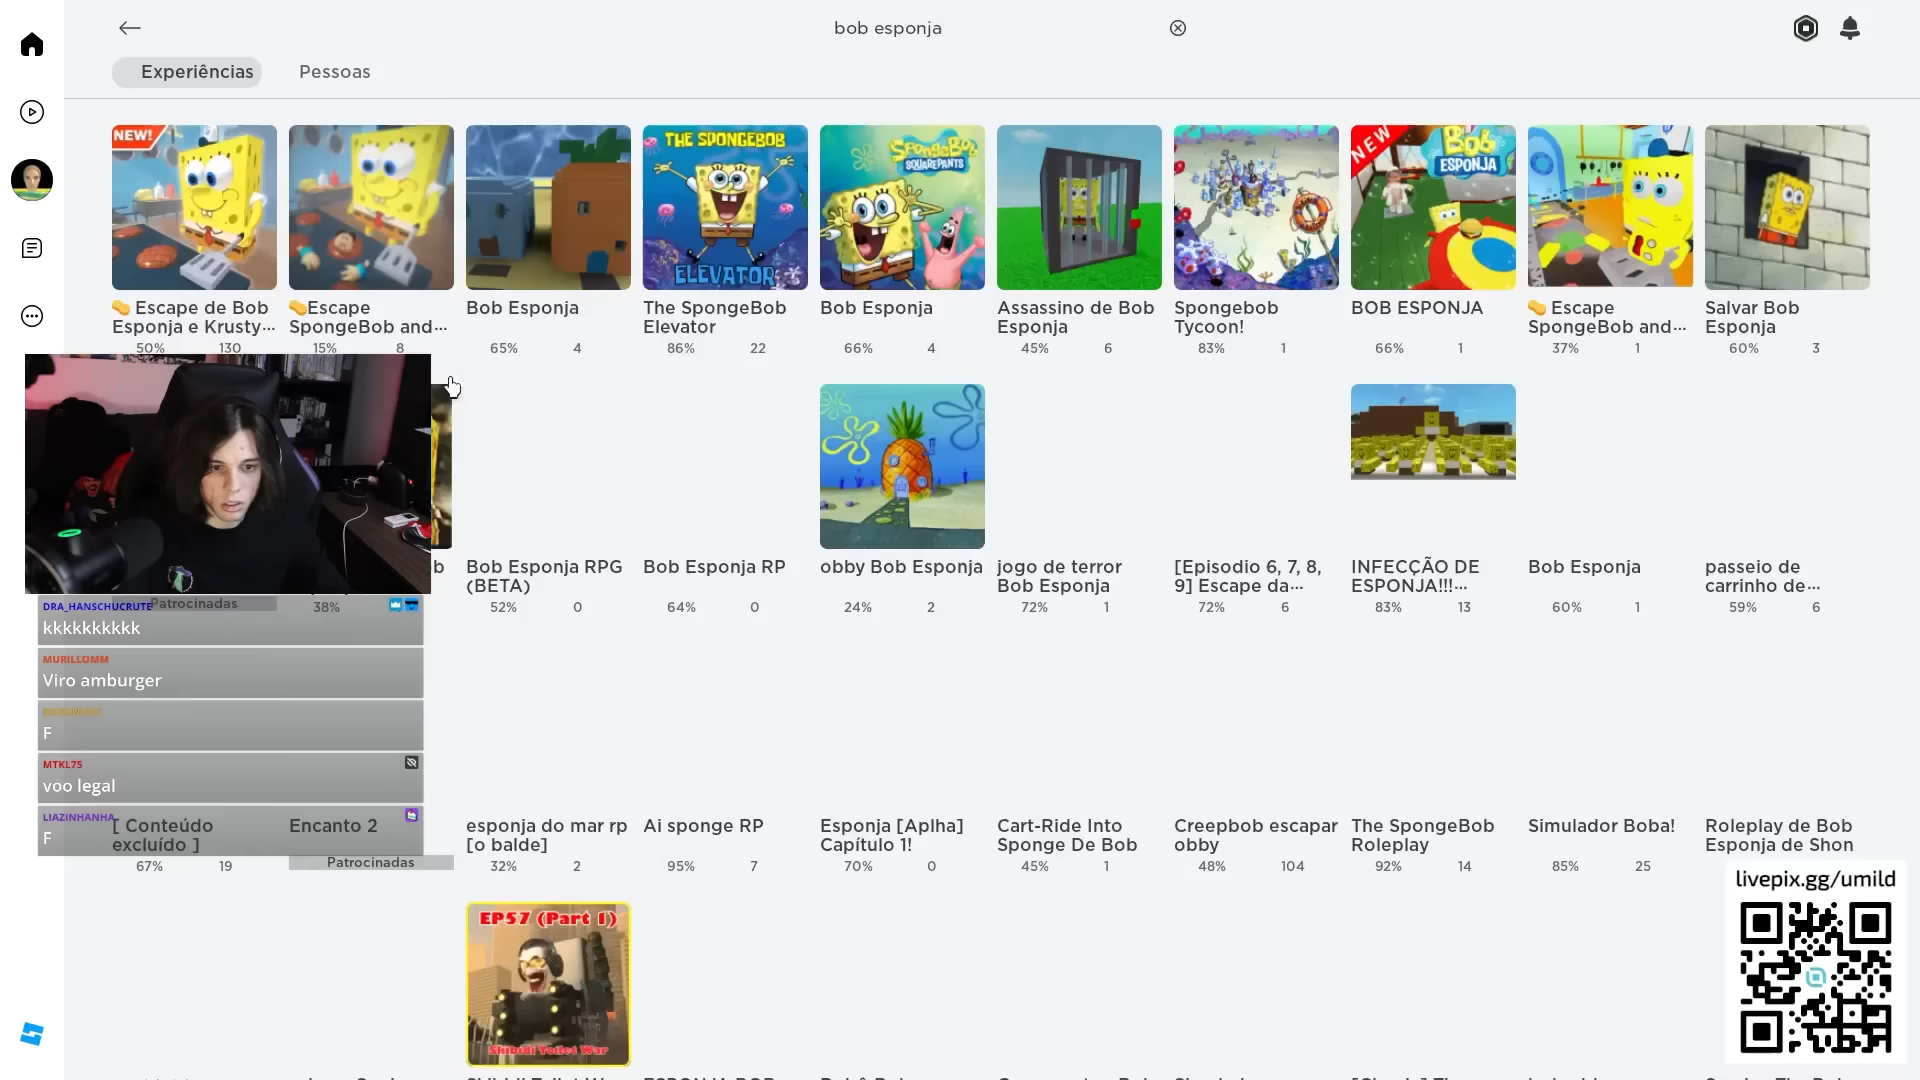 bob esponja
Experiências
Pessoas
NEW!
THE SPONGEBOB
ELEVATOR
SpongeBob
SQUAREPANTS
NEW
BOB
ESPONJA
Escape de Bob
Esponja e Krusty...
50% 130
Escape
SpongeBob and...
15% 8
Bob Esponja
65% 4
The SpongeBob
Elevator
86% 22
Bob Esponja
66% 4
Assassino de Bob
Esponja
45% 6
Spongebob
Tycoon!
83% 1
BOB ESPONJA
66% 1
Escape
SpongeBob and...
37% 1
Salvar Bob
Esponja
60% 3
Patrocinadas
38%
Bob Esponja RPG
(BETA)
52% 0
Bob Esponja RP
64% 0
obby Bob Esponja
24% 2
jogo de terror
Bob Esponja
72% 1
[Episodio 6, 7, 8,
9] Escape da...
72% 6
INFECÇÃO DE
ESPONJA!!!...
83% 13
Bob Esponja
60% 1
passeio de
carrinho de...
59% 6
DRA_HANSCHUCRUTE
kkkkkkkkkk
MURILLOMM
Viro amburger
F
MTKL75
voo legal
LIAZINHANHA
F
[ Conteúdo
excluído ]
67% 19
Encanto 2
Patrocinadas
esponja do mar rp
[o balde]
32% 2
Ai sponge RP
95% 7
Esponja [Aplha]
Capítulo 1!
70% 0
Cart-Ride Into
Sponge De Bob
45% 1
Creepbob escapar
obby
48% 104
The SpongeBob
Roleplay
92% 14
Simulador Boba!
85% 25
Roleplay de Bob
Esponja de Shon
livepix.gg/umild
EP57 (Part 1)
Skibidi Toilet War